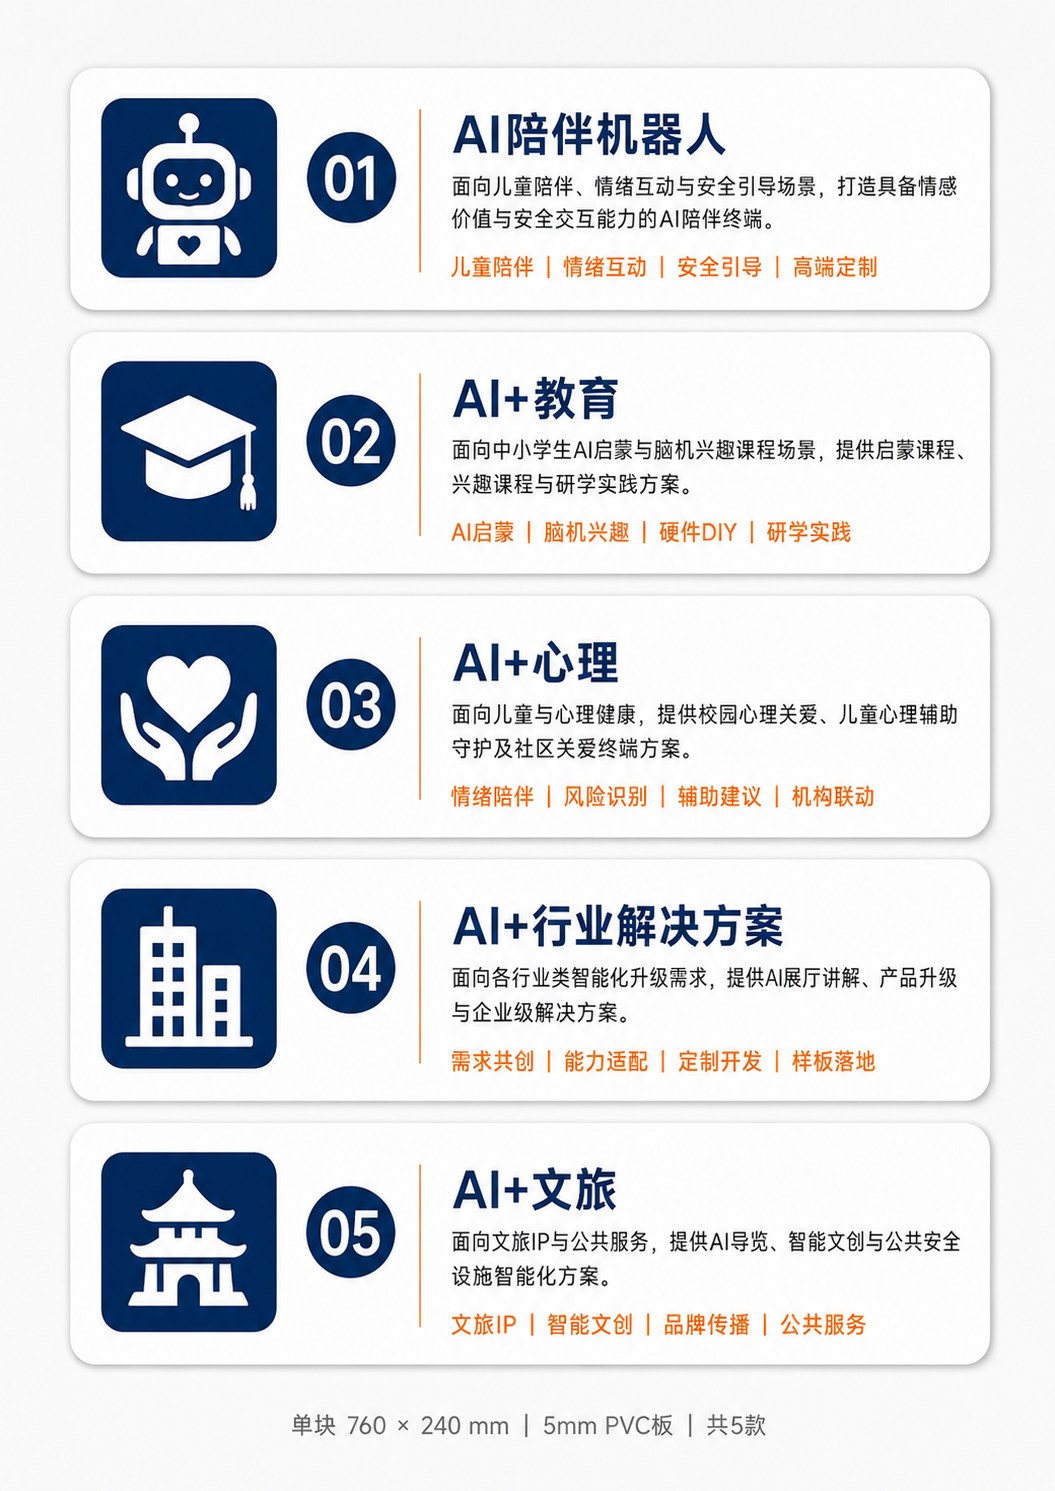 01
AI陪伴机器人
面向儿童陪伴、情绪互动与安全引导场景，打造具备情感
价值与安全交互能力的AI陪伴终端。
儿童陪伴 | 情绪互动 | 安全引导 | 高端定制
02
AI+教育
面向中小学生AI启蒙与脑机兴趣课程场景，提供启蒙课程、
兴趣课程与研学实践方案。
AI启蒙 | 脑机兴趣 | 硬件DIY | 研学实践
03
AI+心理
面向儿童与心理健康，提供校园心理关爱、儿童心理辅助
守护及社区关爱终端方案。
情绪陪伴 | 风险识别 | 辅助建议 | 机构联动
04
AI+行业解决方案
面向各行业类智能化升级需求，提供AI展厅讲解、产品升级
与企业级解决方案。
需求共创 | 能力适配 | 定制开发 | 样板落地
05
AI+文旅
面向文旅IP与公共服务，提供AI导览、智能文创与公共安全
设施智能化方案。
文旅IP | 智能文创 | 品牌传播 | 公共服务
单块 760 × 240 mm | 5mm PVC板 | 共5款